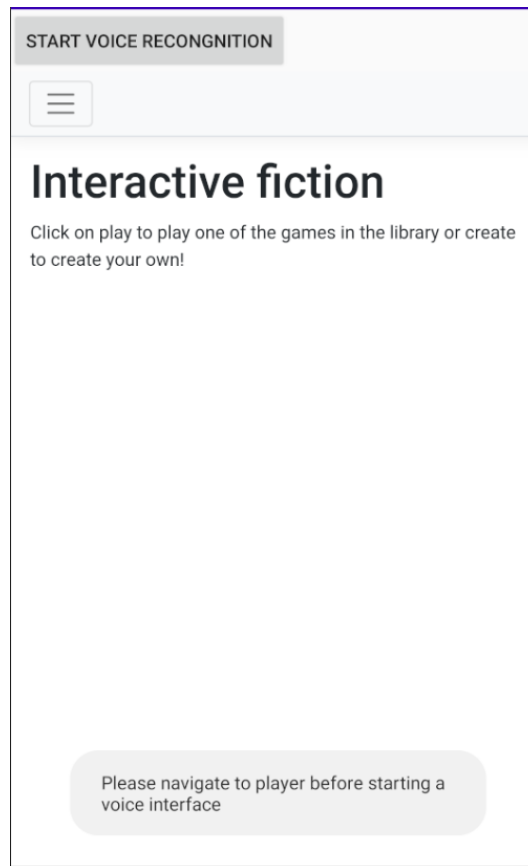 START VOICE RECONGNITION
Interactive fiction
Click on play to play one of the games in the library or create
to create your own!
Please navigate to player before starting a
voice interface